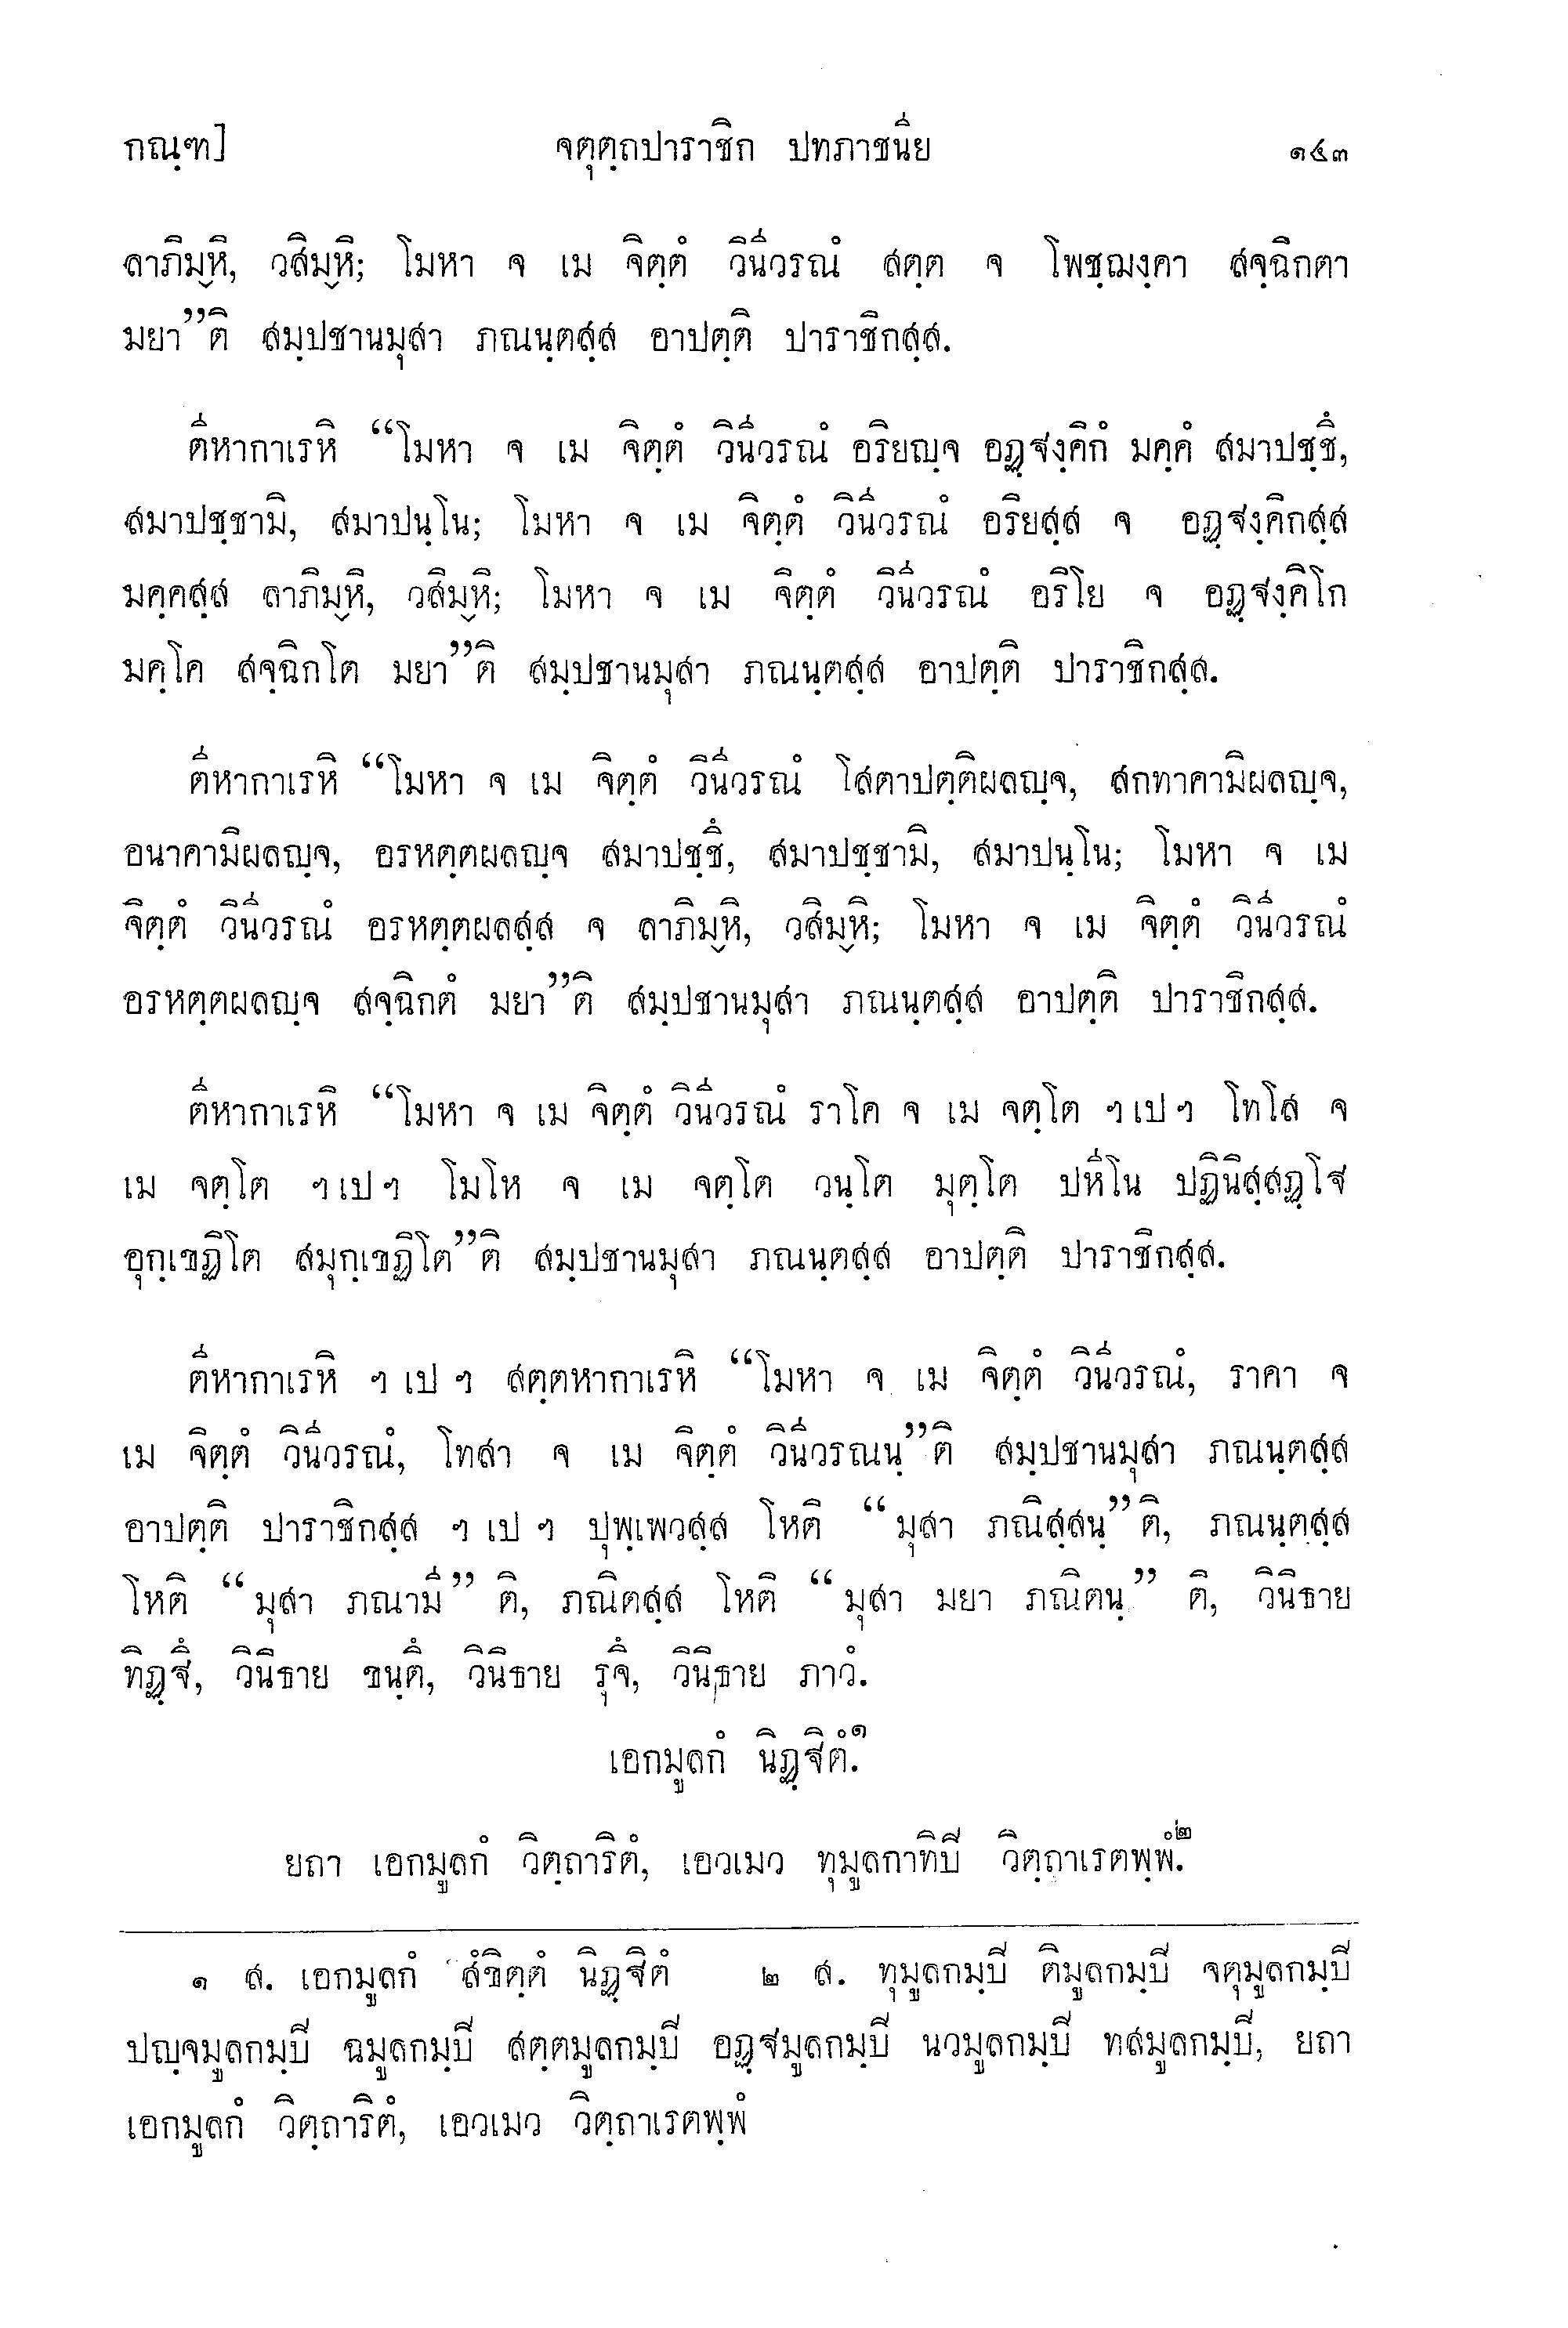 กณฺฑ] จตุตฺถปาราชิก ปทภาชนีย ๑๕๓
ลาภิมฺหิ, วสิมฺหิ; โมหา จ เม จิตฺตํ วินีวรณํ สตฺต จ โพชฺฌงฺคา สจฺฉิกตา
มยา”ติ สมฺปชานมุสา ภณนฺตสฺส อาปตฺติ ปาราชิกสฺส.
ตีหากาเรหิ “โมหา จ เม จิตฺตํ วินีวรณํ อริยญฺจ อฏฺฐงฺคิกํ มคฺคํ สมาปชฺชึ,
สมาปชฺชามิ, สมาปนฺโน; โมหา จ เม จิตฺตํ วินีวรณํ อริยสฺส จ อฏฺฐงฺคิกสฺส
มคฺคสฺส ลาภิมฺหิ, วสิมฺหิ; โมหา จ เม จิตฺตํ วินีวรณํ อริโย จ อฏฺฐงฺคิโก
มคฺโค สจฺฉิกโต มยา”ติ สมฺปชานมุสา ภณนฺตสฺส อาปตฺติ ปาราชิกสฺส.
ตีหากาเรหิ “โมหา จ เม จิตฺตํ วินีวรณํ โสตาปตฺติผลญฺจ, สกทาคามิผลญฺจ,
อนาคามิผลญฺจ, อรหตฺตผลญฺจ สมาปชฺชึ, สมาปชฺชามิ, สมาปนฺโน; โมหา จ เม
จิตฺตํ วินีวรณํ อรหตฺตผลสฺส จ ลาภิมฺหิ, วสิมฺหิ; โมหา จ เม จิตฺตํ วินีวรณํ
อรหตฺตผลญฺจ สจฺฉิกตํ มยา”ติ สมฺปชานมุสา ภณนฺตสฺส อาปตฺติ ปาราชิกสฺส.
ตีหากาเรหิ “โมหา จ เม จิตฺตํ วินีวรณํ ราโค จ เม จตฺโต ฯเปฯ โทโส จ
เม จตฺโต ฯเปฯ โมโห จ เม จตฺโต วนฺโต มุตฺโต ปหีโน ปฏินิสฺสฏฺโฐ
อุกฺเขฏิโต สมุกฺเขฏิโต”ติ สมฺปชานมุสา ภณนฺตสฺส อาปตฺติ ปาราชิกสฺส.
ตีหากาเรหิ ฯ เป ฯ สตฺตหากาเรหิ “โมหา จ เม จิตฺตํ วินีวรณํ, ราคา จ
เม จิตฺตํ วินีวรณํ, โทสา จ เม จิตฺตํ วินีวรณนฺ”ติ สมฺปชานมุสา ภณนฺตสฺส
อาปตฺติ ปาราชิกสฺส ฯ เป ฯ ปุพฺเพวสฺส โหติ “มุสา ภณิสฺสนฺ”ติ, ภณนฺตสฺส
โหติ “มุสา ภณามี” ติ, ภณิตสฺส โหติ “มุสา มยา ภณิตนฺ” ติ, วินิธาย
ทิฏฺฐึ, วินิธาย ขนฺตึ, วินิธาย รุจึ, วินิธาย ภาวํ.
เอกมูลกํ นิฏฺฐิตํ.๑
ยถา เอกมูลกํ วิตฺถาริตํ, เอวเมว ทุมูลกาทิปิ วิตฺถาเรตพฺพํ.๒
๑ ส. เอกมูลกํ สํขิตฺตํ นิฏฺฐิตํ ๒ ส. ทุมูลกมฺปิ ติมูลกมฺปิ จตุมูลกมฺปิ
ปญฺจมูลกมฺปิ ฉมูลกมฺปิ สตฺตมูลกมฺปิ อฏฺฐมูลกมฺปิ นวมูลกมฺปิ ทสมูลกมฺปิ, ยถา
เอกมูลกํ วิตฺถาริตํ, เอวเมว วิตฺถาเรตพฺพํ